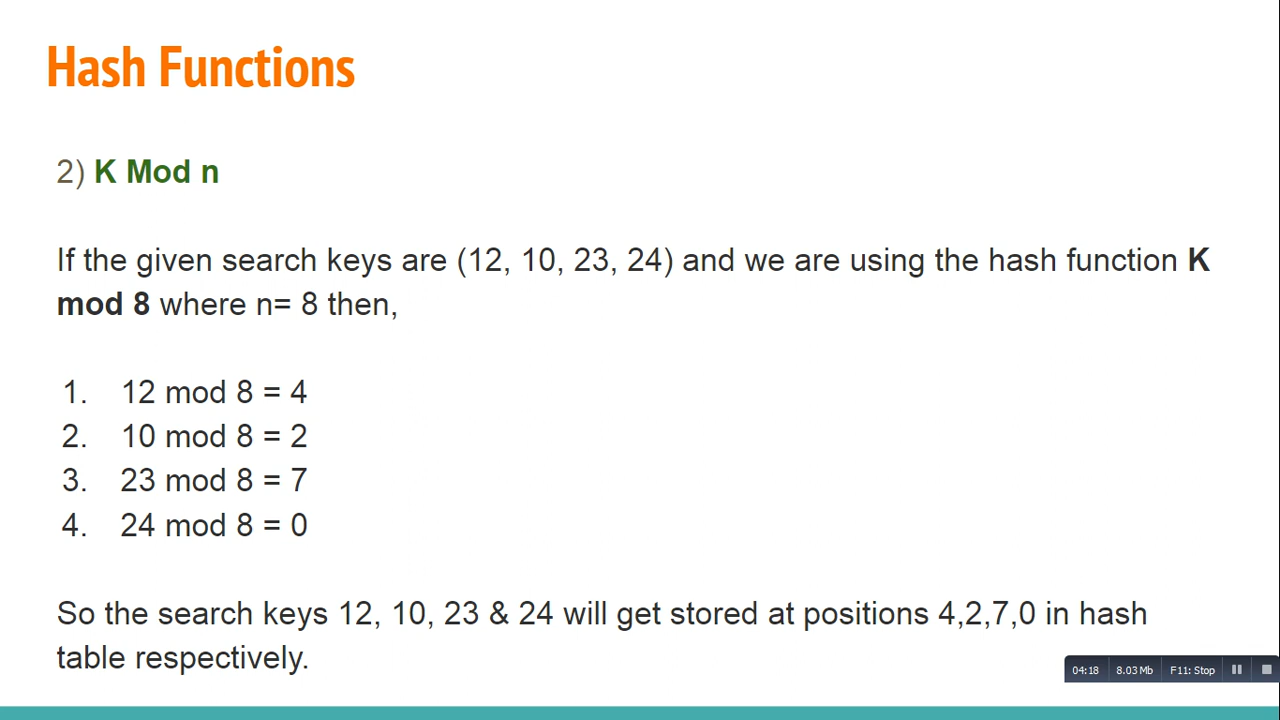 Hash Functions
2) K Mod n
If the given search keys are (12, 10, 23, 24) and we are using the hash function K
mod 8 where n= 8 then,
1. 12 mod 8 = 4
2. 10 mod 8 = 2
3. 23 mod 8 = 7
4. 24 mod 8 = 0
So the search keys 12, 10, 23 & 24 will get stored at positions 4,2,7,0 in hash
table respectively.
04:18 8.03 Mb F11: Stop